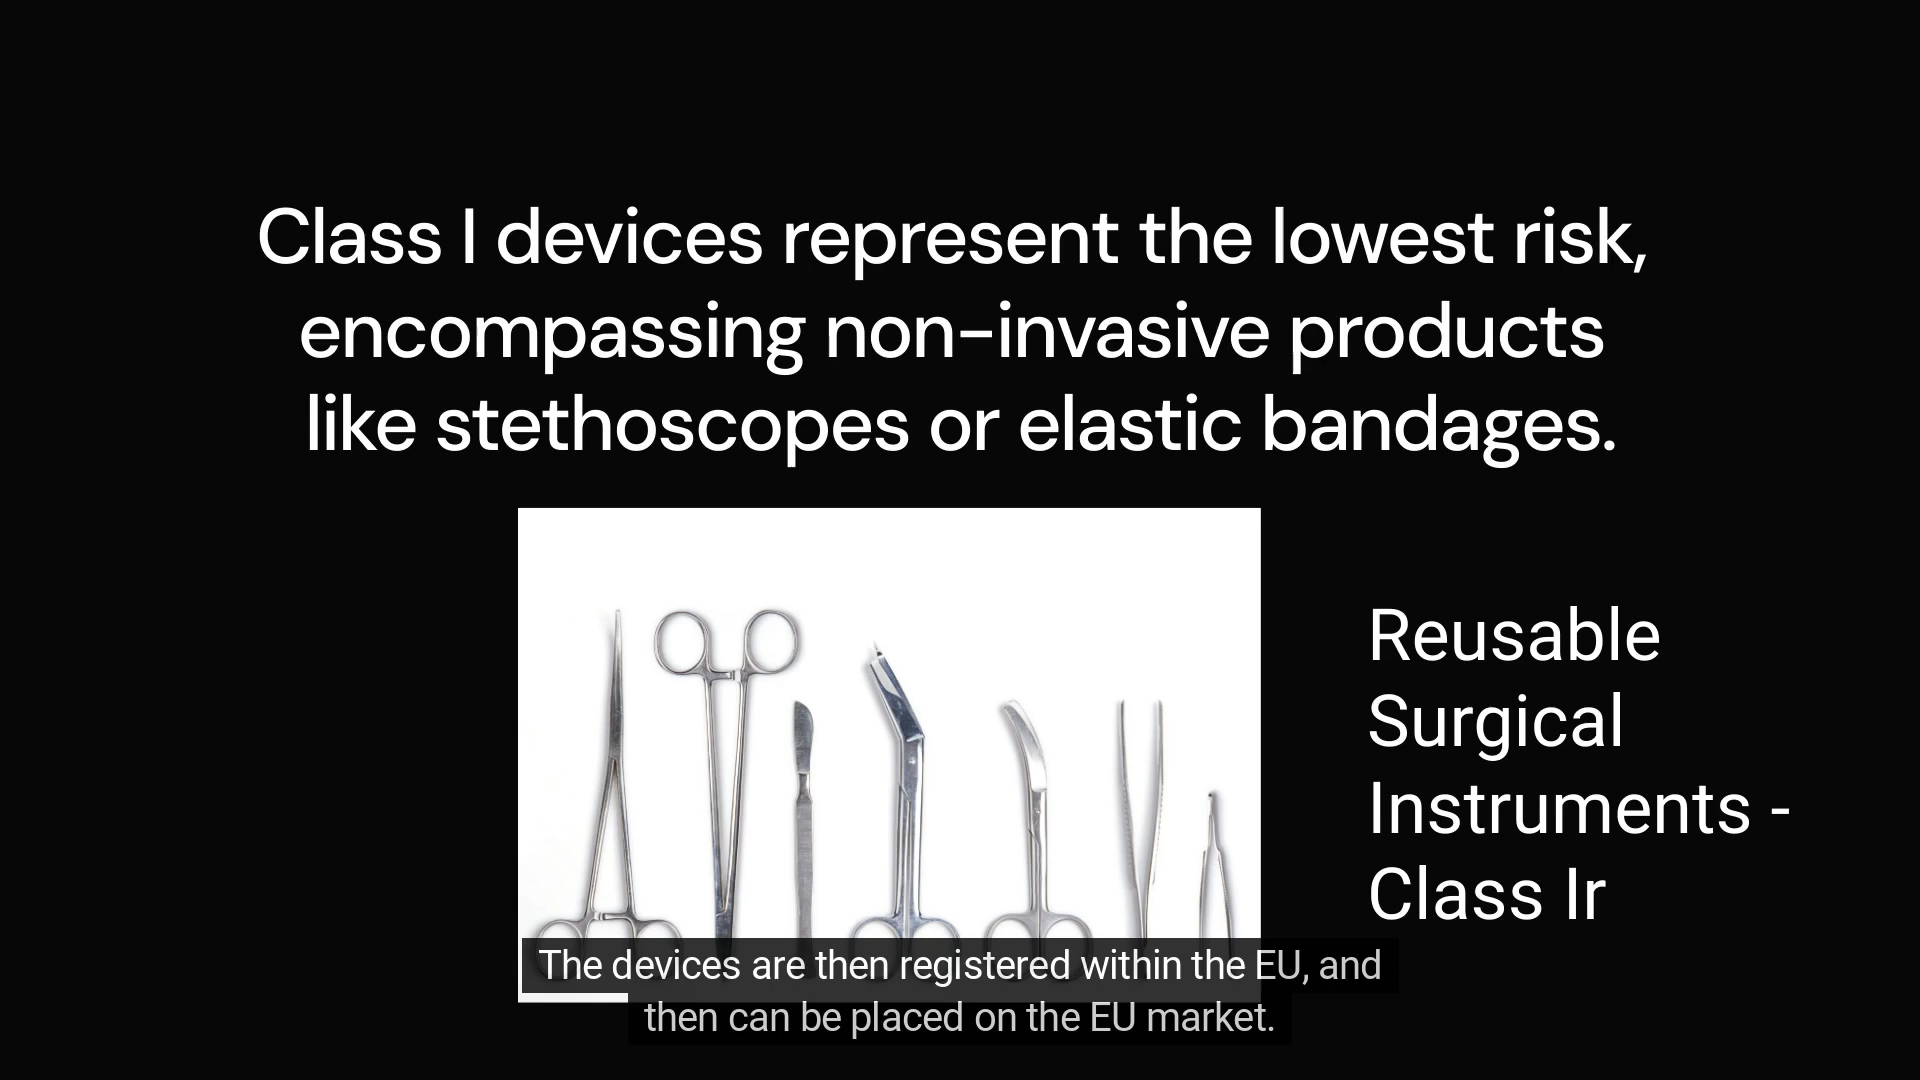 Class I devices represent the lowest risk,
encompassing non-invasive products
like stethoscopes or elastic bandages.
Reusable
Surgical
Instruments -
Class Ir
The devices are then registered within the EU, and
then can be placed on the EU market.